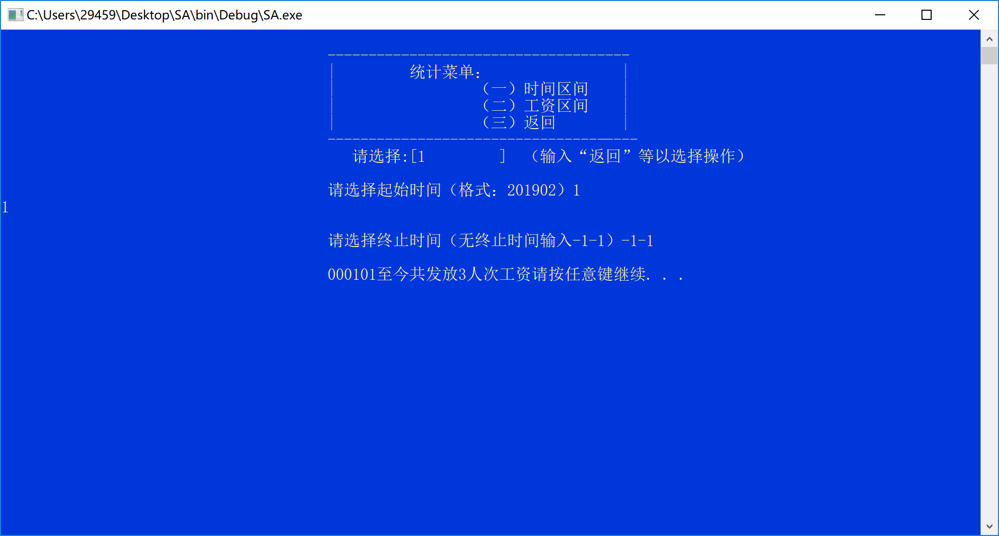 C:\Users\29459\Desktop\SA\bin\Debug\SA.exe
-------------------------------------
|         统计菜单：                |
|                 （一）时间区间    |
|                 （二）工资区间    |
|                 （三）返回        |
--------------------------------------
请选择:[1         ]  （输入“返回”等以选择操作）
请选择起始时间（格式：201902）1
1
请选择终止时间（无终止时间输入-1-1）-1-1
000101至今共发放3人次工资请按任意键继续. . .